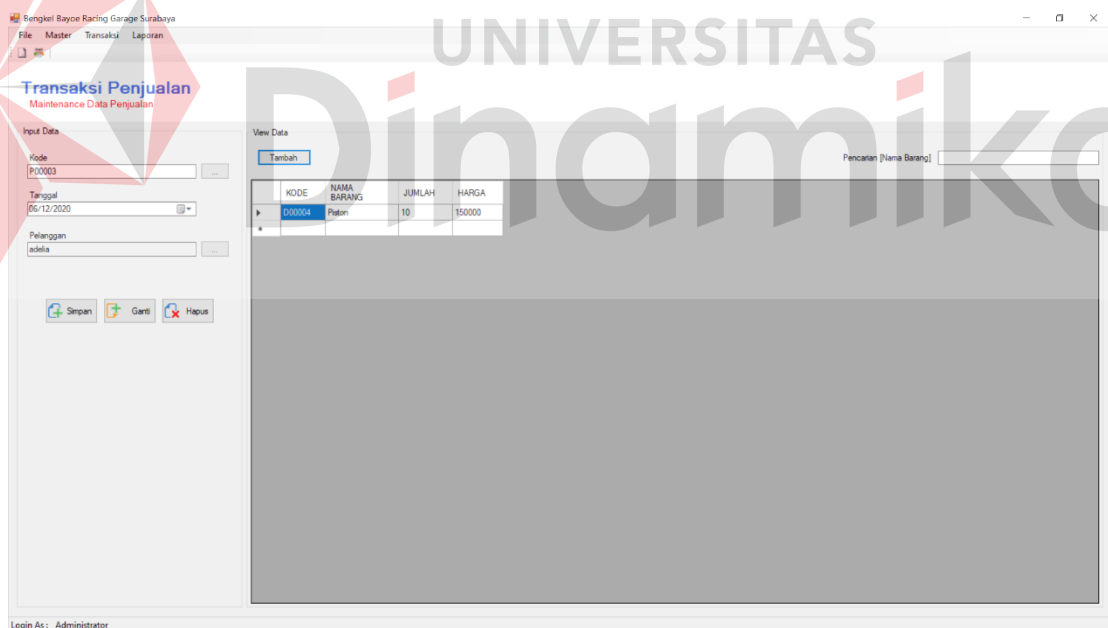 Bengkel Bayoe Racing Garage Surabaya
File Master Transaksi Laporan
UNIVERSITAS
Dinamika
Transaksi Penjualan
Maintenance Data Penjualan
Input Data
Kode
P00003 ...
Tanggal
06/12/2020
Pelanggan
adelia ...
Simpan Ganti Hapus
View Data
Tambah
Pencarian [Nama Barang]
KODE NAMA BARANG JUMLAH HARGA
D00004 Piston 10 150000
Login As : Administrator